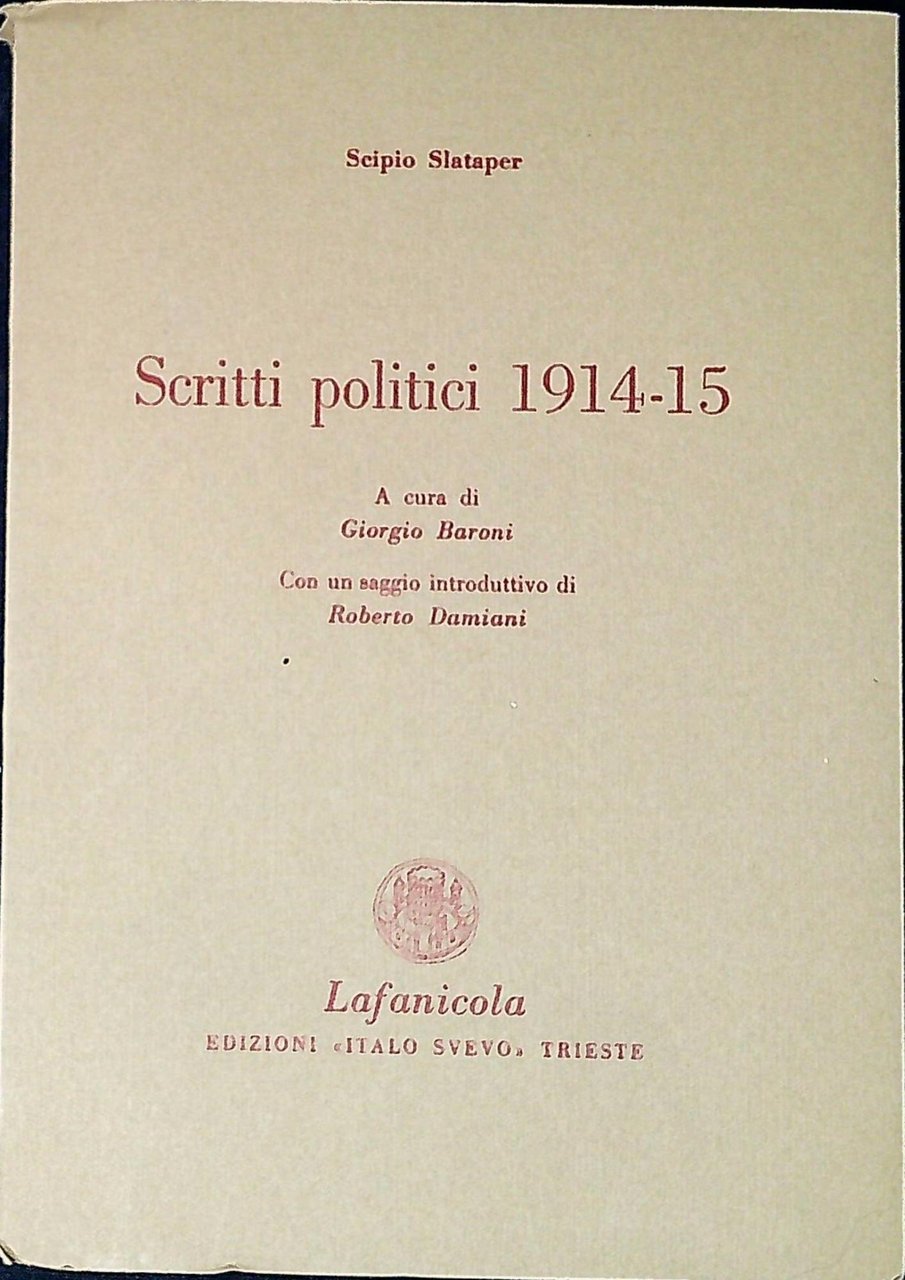 Scipio Slataper
Scritti politici 1914-15
A cura di
Giorgio Baroni
Con un saggio introduttivo di
Roberto Damiani
Lafanicola
EDIZIONI «ITALO SVEVO» TRIESTE